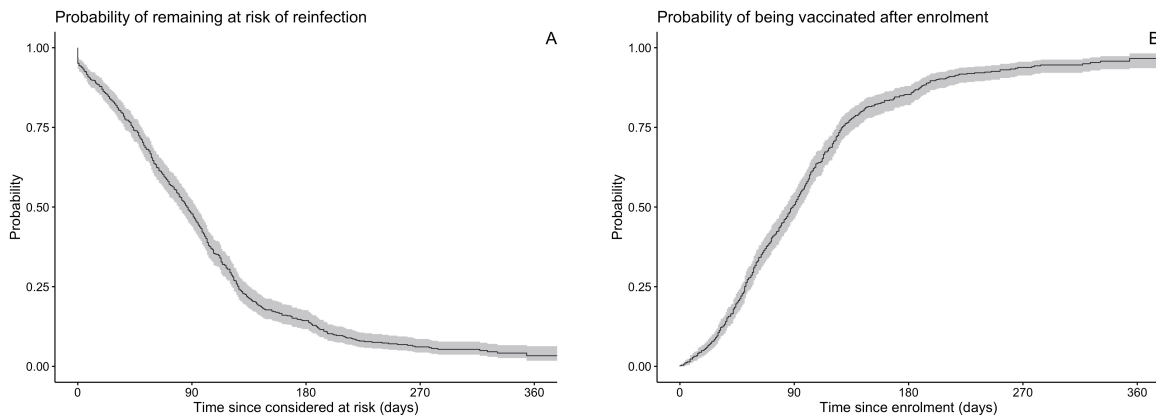 Probability of remaining at risk of reinfection
A
1.00
0.75
0.50
0.25
0.00
Probability
0 90 180 270 360
Time since considered at risk (days)
Probability of being vaccinated after enrolment
B
1.00
0.75
0.50
0.25
0.00
Probability
0 90 180 270 360
Time since enrolment (days)